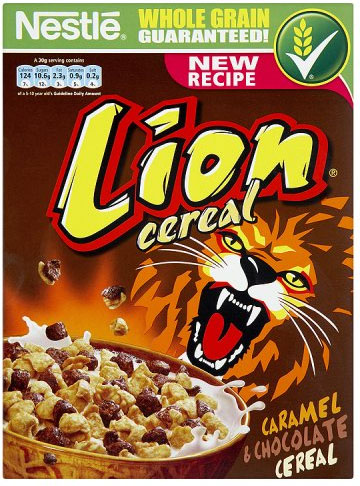 Nestlé®
WHOLE GRAIN
GUARANTEED!
NEW
RECIPE
A 30g serving contains
Calories Sugars Fat Sat Salt
124 10.6g 2.3g 0.9g 0.2g
7% 12% 3% 5% 4%
of a 5-10 year old's Guideline Daily Amount
Lion®
cereal
CARAMEL
& CHOCOLATE
CEREAL